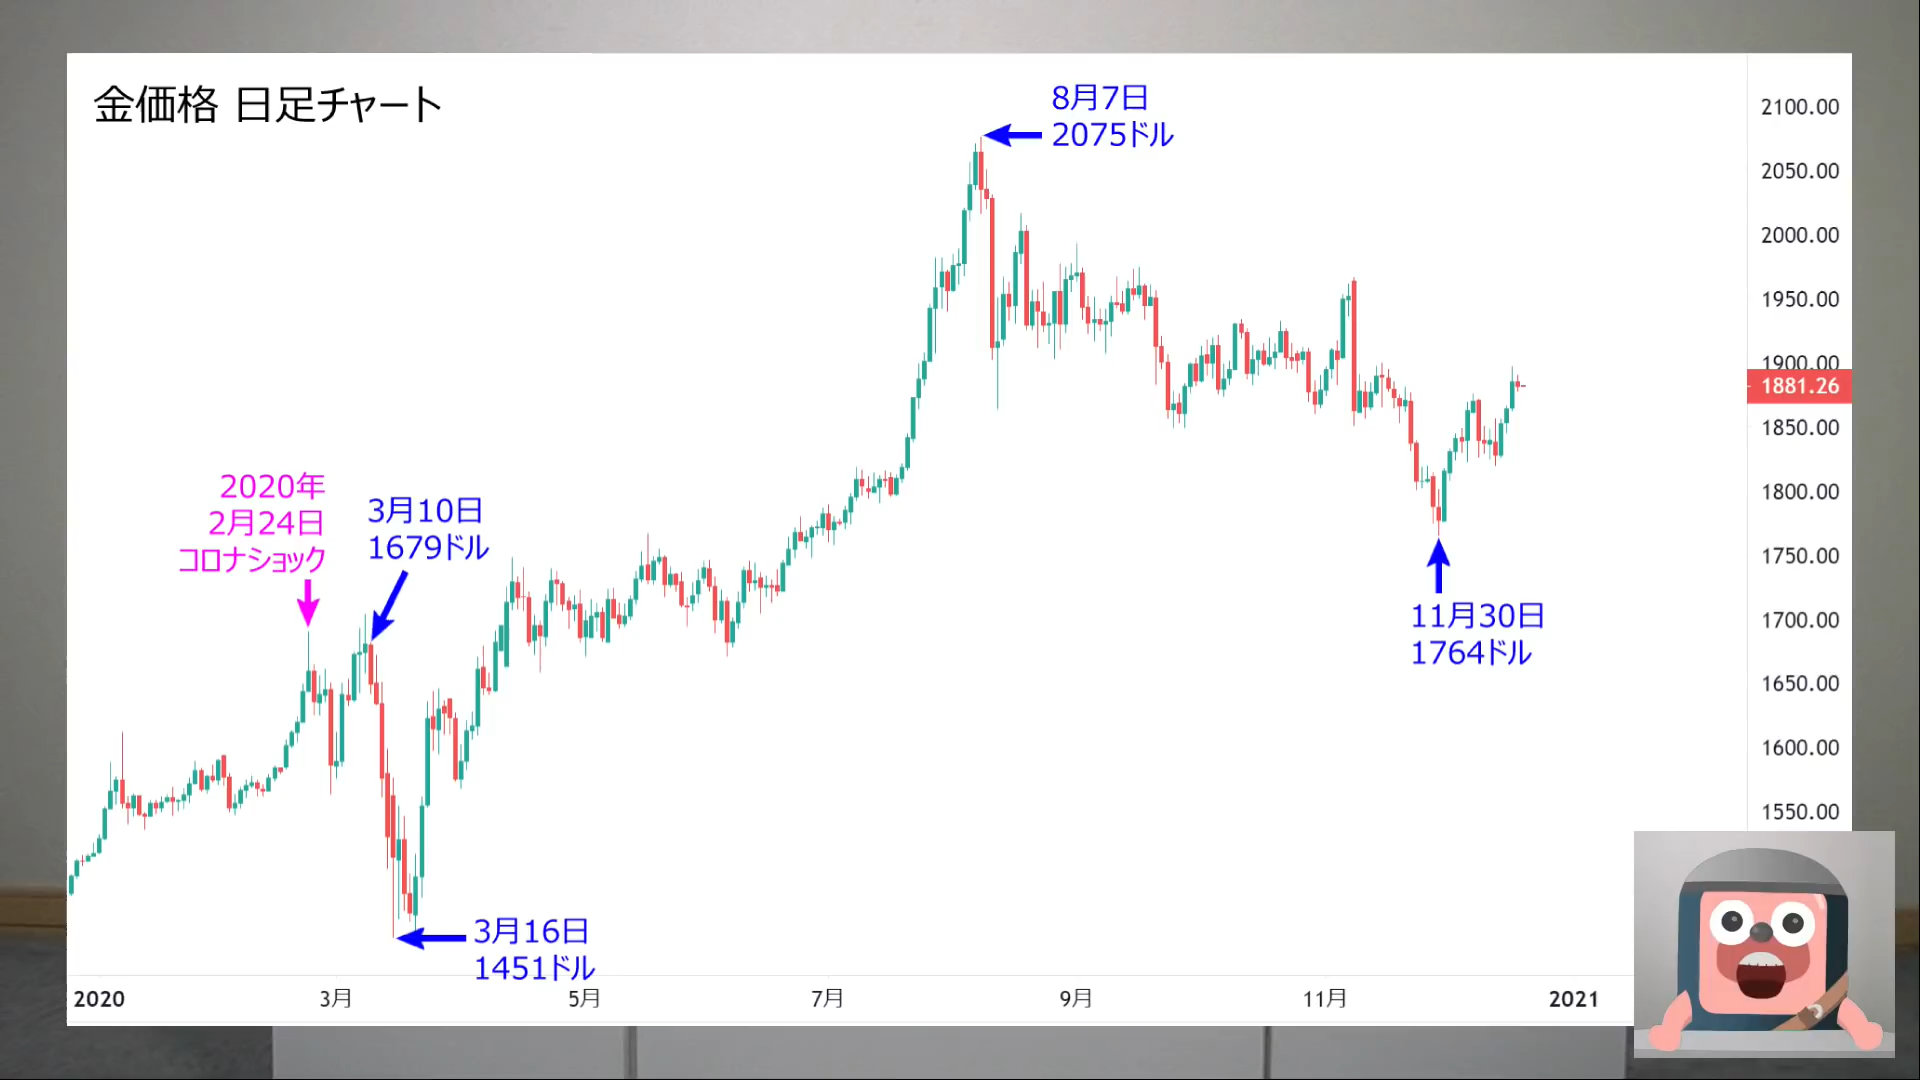 金価格 日足チャート
8月7日
2075ドル
2020年
2月24日
コロナショック
3月10日
1679ドル
11月30日
1764ドル
3月16日
1451ドル
2100.00
2050.00
2000.00
1950.00
1900.00
1881.26
1850.00
1800.00
1750.00
1700.00
1650.00
1600.00
1550.00
2020
3月
5月
7月
9月
11月
2021